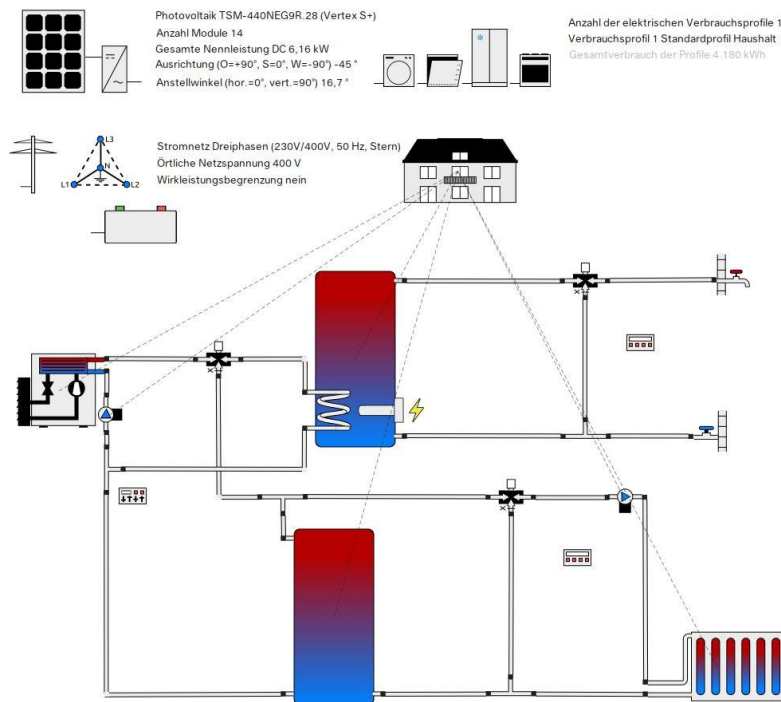 Photovoltaik TSM-440NEG9R.28 (Vertex S+)
Anzahl Module 14
Gesamte Nennleistung DC 6,16 kW
Ausrichtung (O=+90°, S=0°, W=-90°) -45 °
Anstellwinkel (hor.=0°, vert.=90°) 16,7 °
Anzahl der elektrischen Verbrauchsprofile 1
Verbrauchsprofil 1 Standardprofil Haushalt
Gesamtverbrauch der Profile 4.180 kWh
L3
N
L1
L2
Stromnetz Dreiphasen (230V/400V, 50 Hz, Stern)
Örtliche Netzspannung 400 V
Wirkleistungsbegrenzung nein
x
x
x